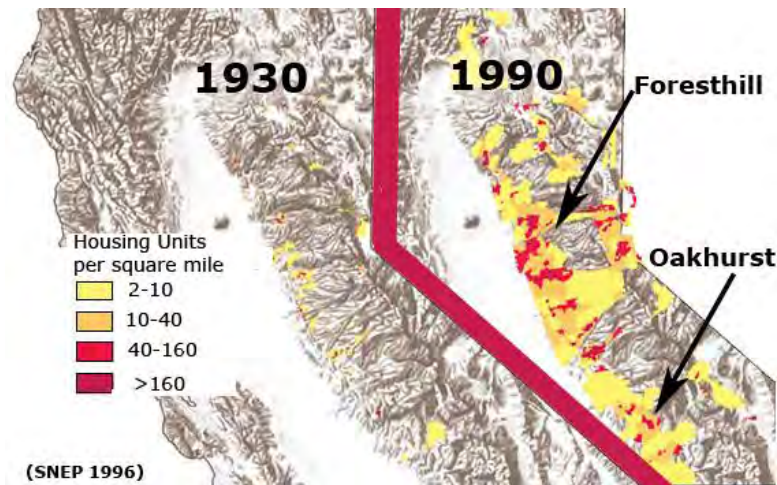 1930
1990
Foresthill
Oakhurst
Housing Units
per square mile
2-10
10-40
40-160
>160
(SNEP 1996)